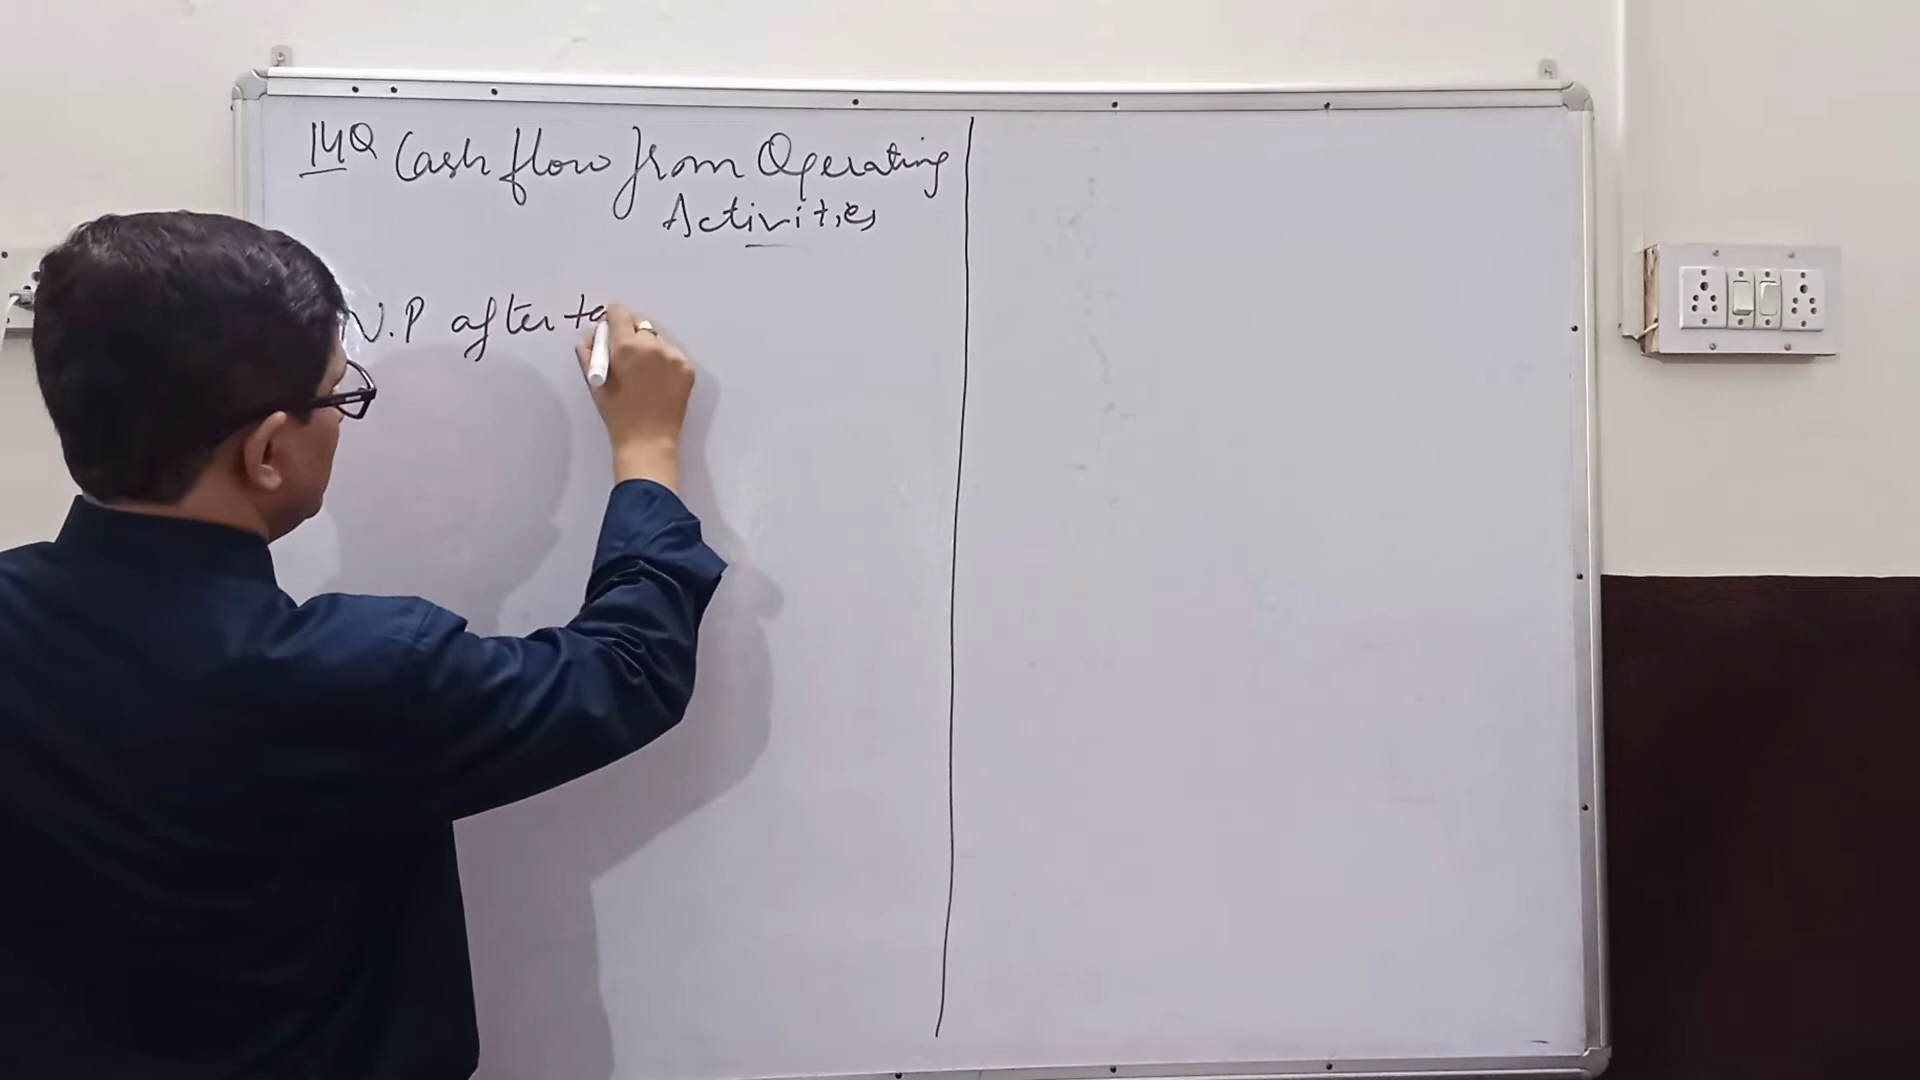 14Q Cash flow from Operating
Activities
N.P after ta